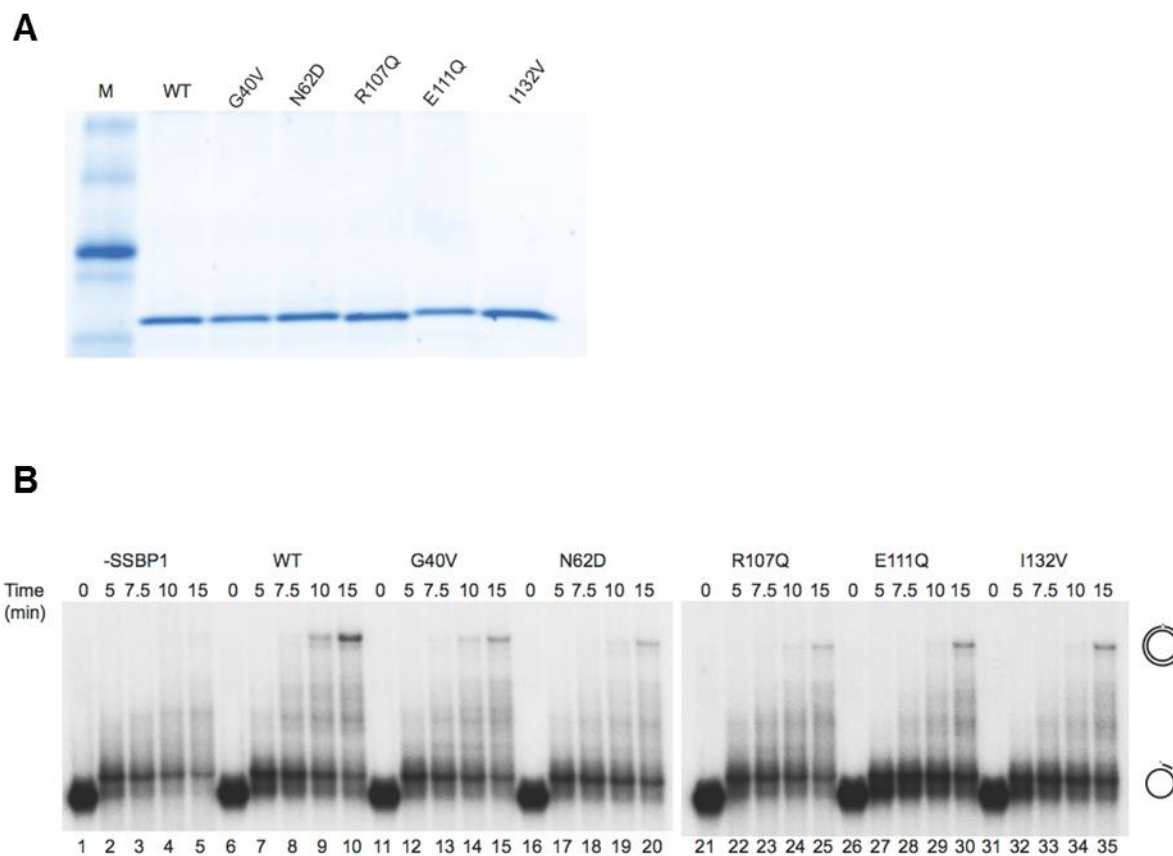 A
M WT G40V N62D R107Q E111Q I132V
B
-SSBP1 WT G40V N62D R107Q E111Q I132V
Time (min) 0 5 7.5 10 15 0 5 7.5 10 15 0 5 7.5 10 15 0 5 7.5 10 15 0 5 7.5 10 15 0 5 7.5 10 15 0 5 7.5 10 15
1 2 3 4 5 6 7 8 9 10 11 12 13 14 15 16 17 18 19 20 21 22 23 24 25 26 27 28 29 30 31 32 33 34 35